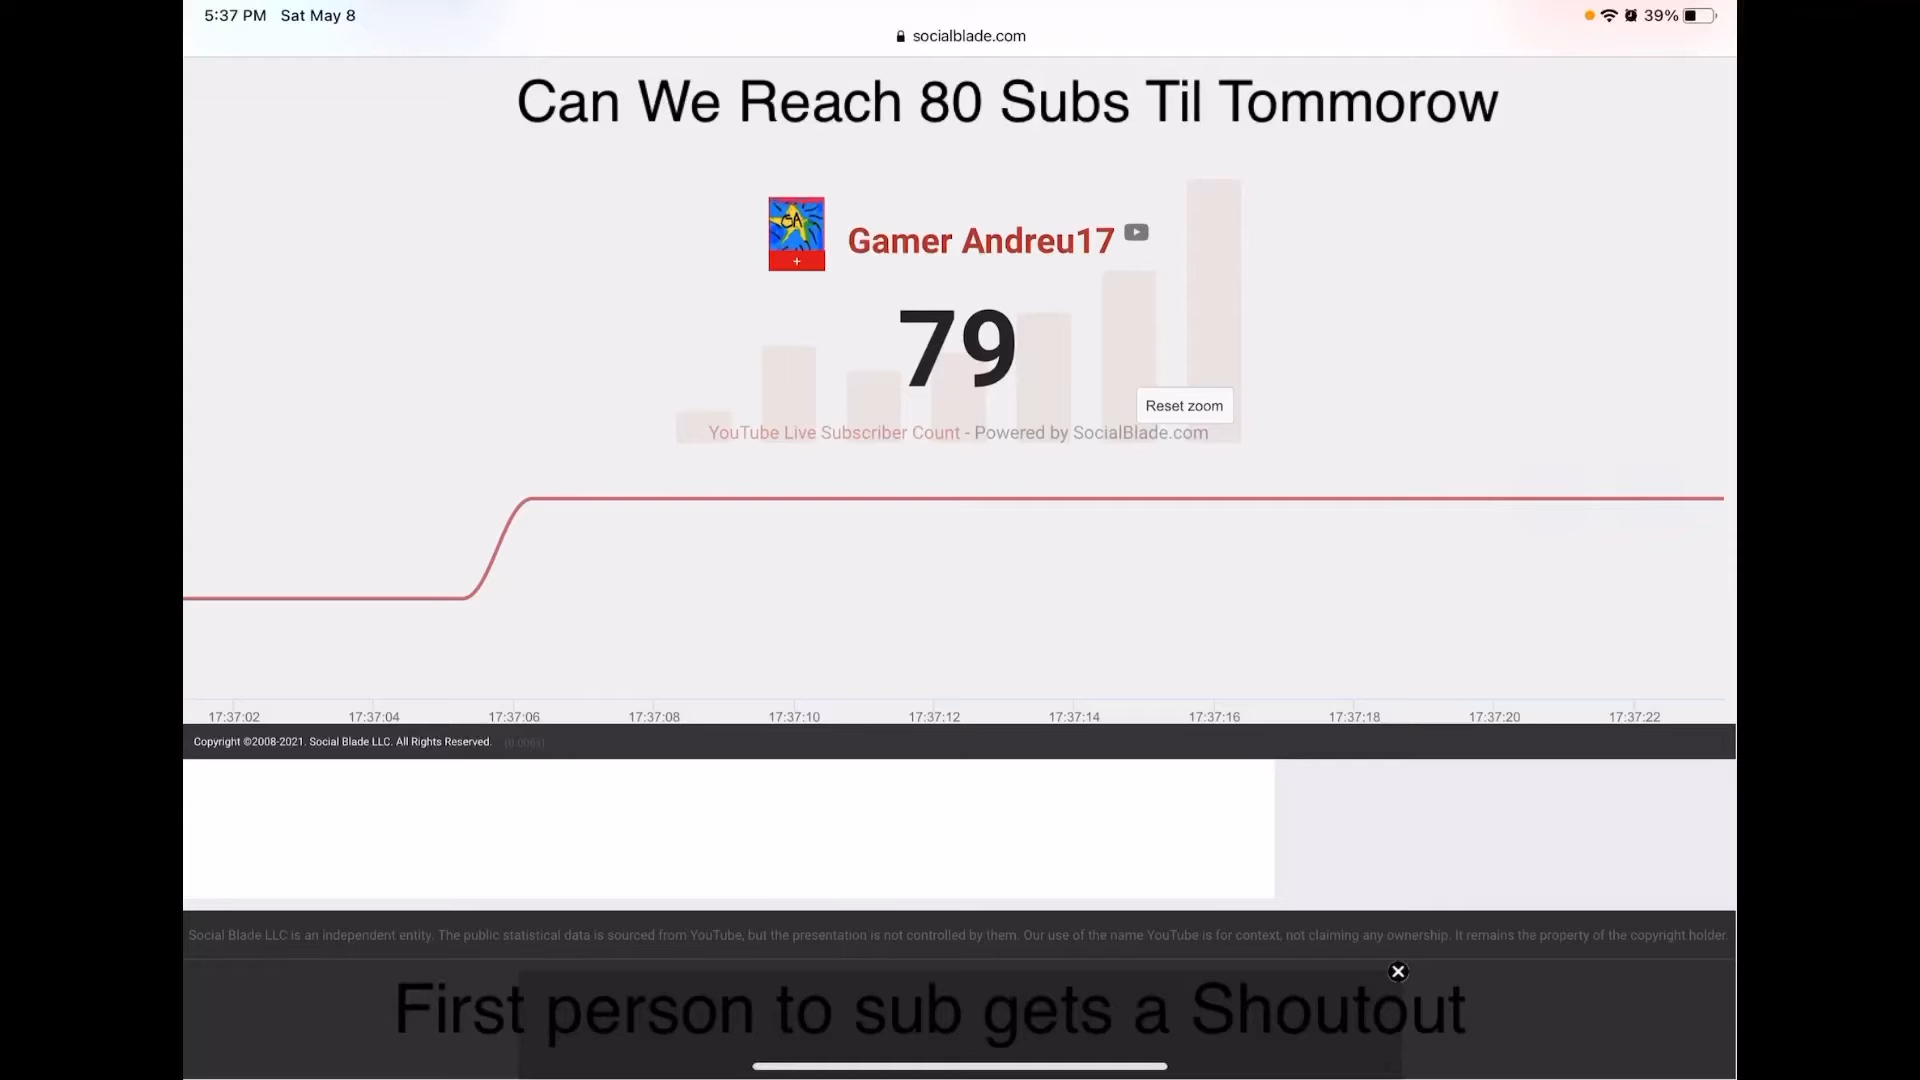 5:37 PM Sat May 8
39%
socialblade.com
Can We Reach 80 Subs Til Tommorow
GA
+
Gamer Andreu17
79
Reset zoom
YouTube Live Subscriber Count - Powered by SocialBlade.com
17:37:02 17:37:04 17:37:06 17:37:08 17:37:10 17:37:12 17:37:14 17:37:16 17:37:18 17:37:20 17:37:22
Copyright ©2008-2021. Social Blade LLC. All Rights Reserved.
Social Blade LLC is an independent entity. The public statistical data is sourced from YouTube, but the presentation is not controlled by them. Our use of the name YouTube is for context, not claiming any ownership. It remains the property of the copyright holder.
First person to sub gets a Shoutout